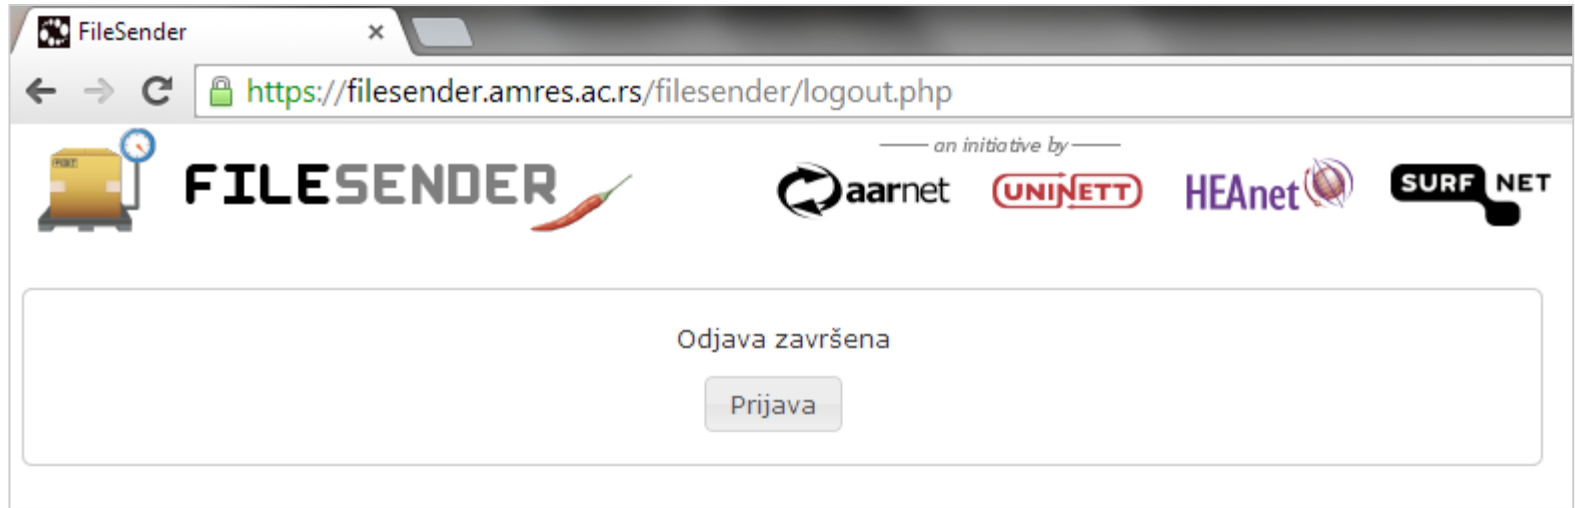 FileSender
https://filesender.amres.ac.rs/filesender/logout.php
an initiative by
FILESENDER
aarnet
UNINETT
HEAnet
SURF NET
Odjava završena
Prijava